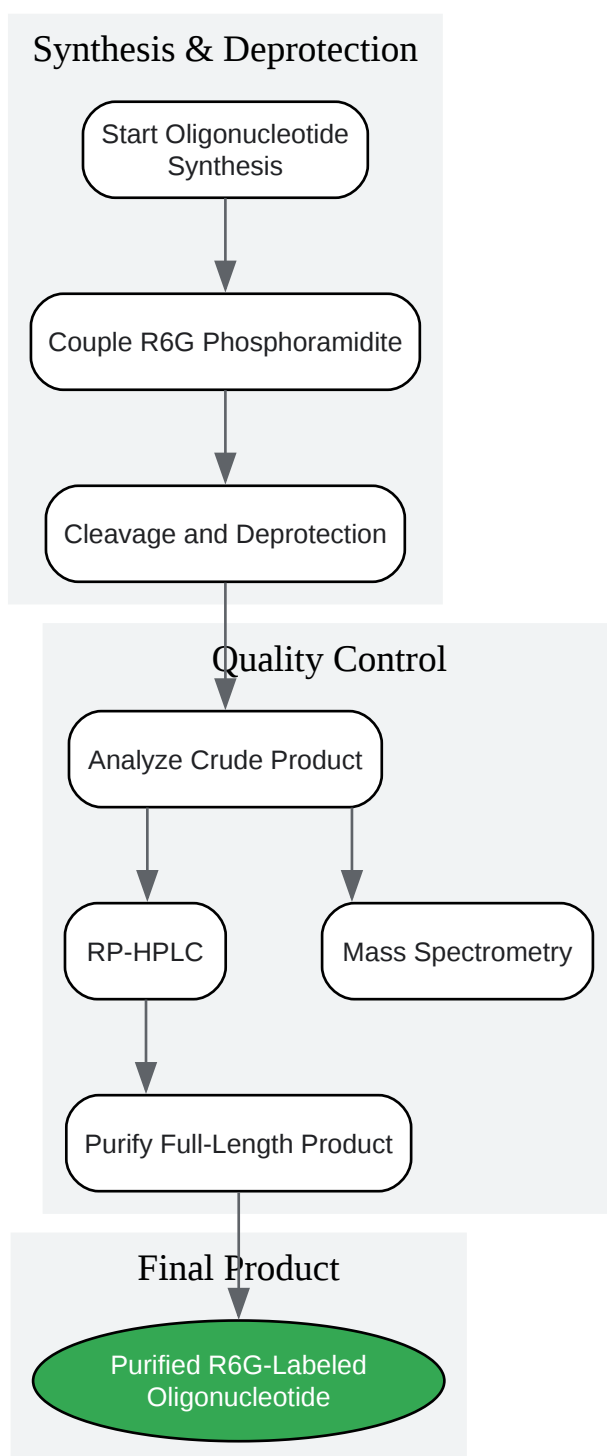 Synthesis & Deprotection
Start Oligonucleotide
Synthesis
Couple R6G Phosphoramidite
Cleavage and Deprotection
Quality Control
Analyze Crude Product
RP-HPLC
Mass Spectrometry
Purify Full-Length Product
Final Product
Purified R6G-Labeled
Oligonucleotide